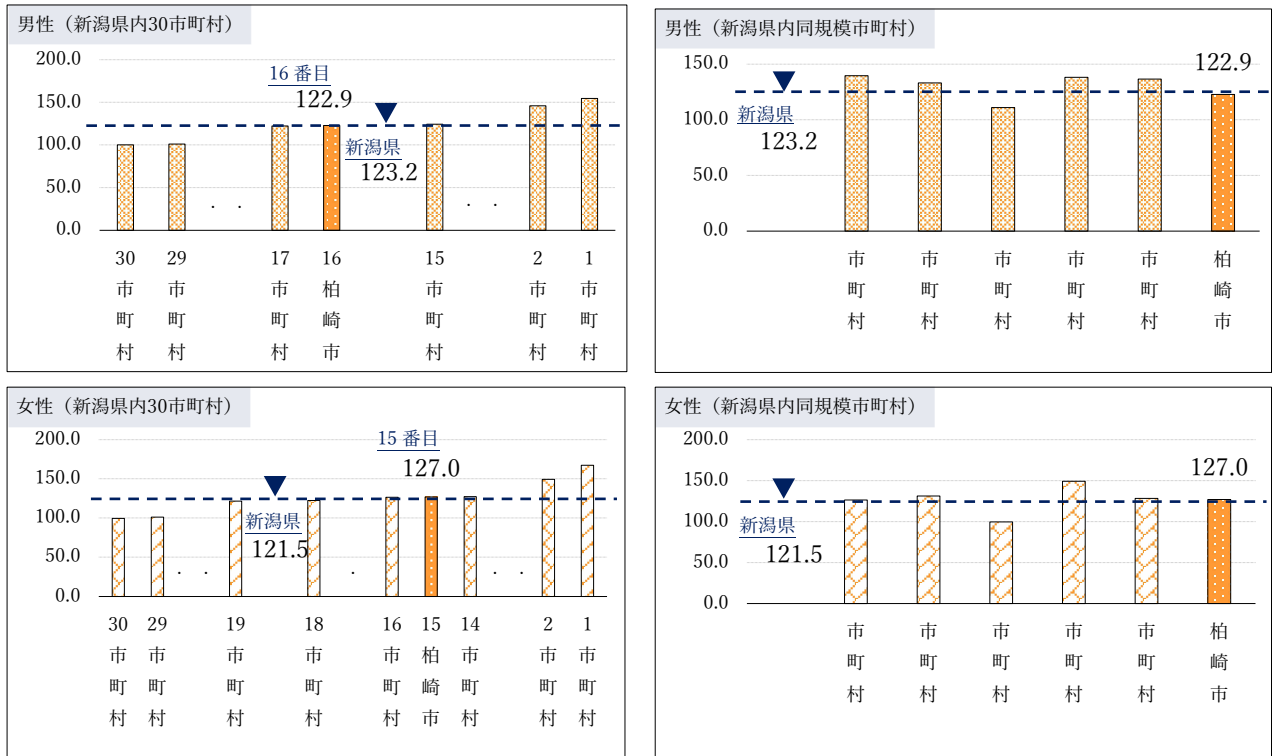 男性（新潟県内30市町村）
200.0
150.0
100.0
50.0
0.0
16 番目
122.9
新潟県
123.2
. .
. .
30 29 17 16 15 2 1
市町村
市町村
市町村
柏崎市
市町村
市町村
市町村
男性（新潟県内同規模市町村）
150.0
100.0
50.0
0.0
新潟県
123.2
122.9
市町村
市町村
市町村
市町村
市町村
柏崎市
女性（新潟県内30市町村）
200.0
150.0
100.0
50.0
0.0
15 番目
127.0
新潟県
121.5
. .
.
. .
30 29 19 18 16 15 14 2 1
市町村
市町村
市町村
市町村
市町村
柏崎市
市町村
市町村
市町村
女性（新潟県内同規模市町村）
200.0
150.0
100.0
50.0
0.0
新潟県
121.5
127.0
市町村
市町村
市町村
市町村
市町村
柏崎市